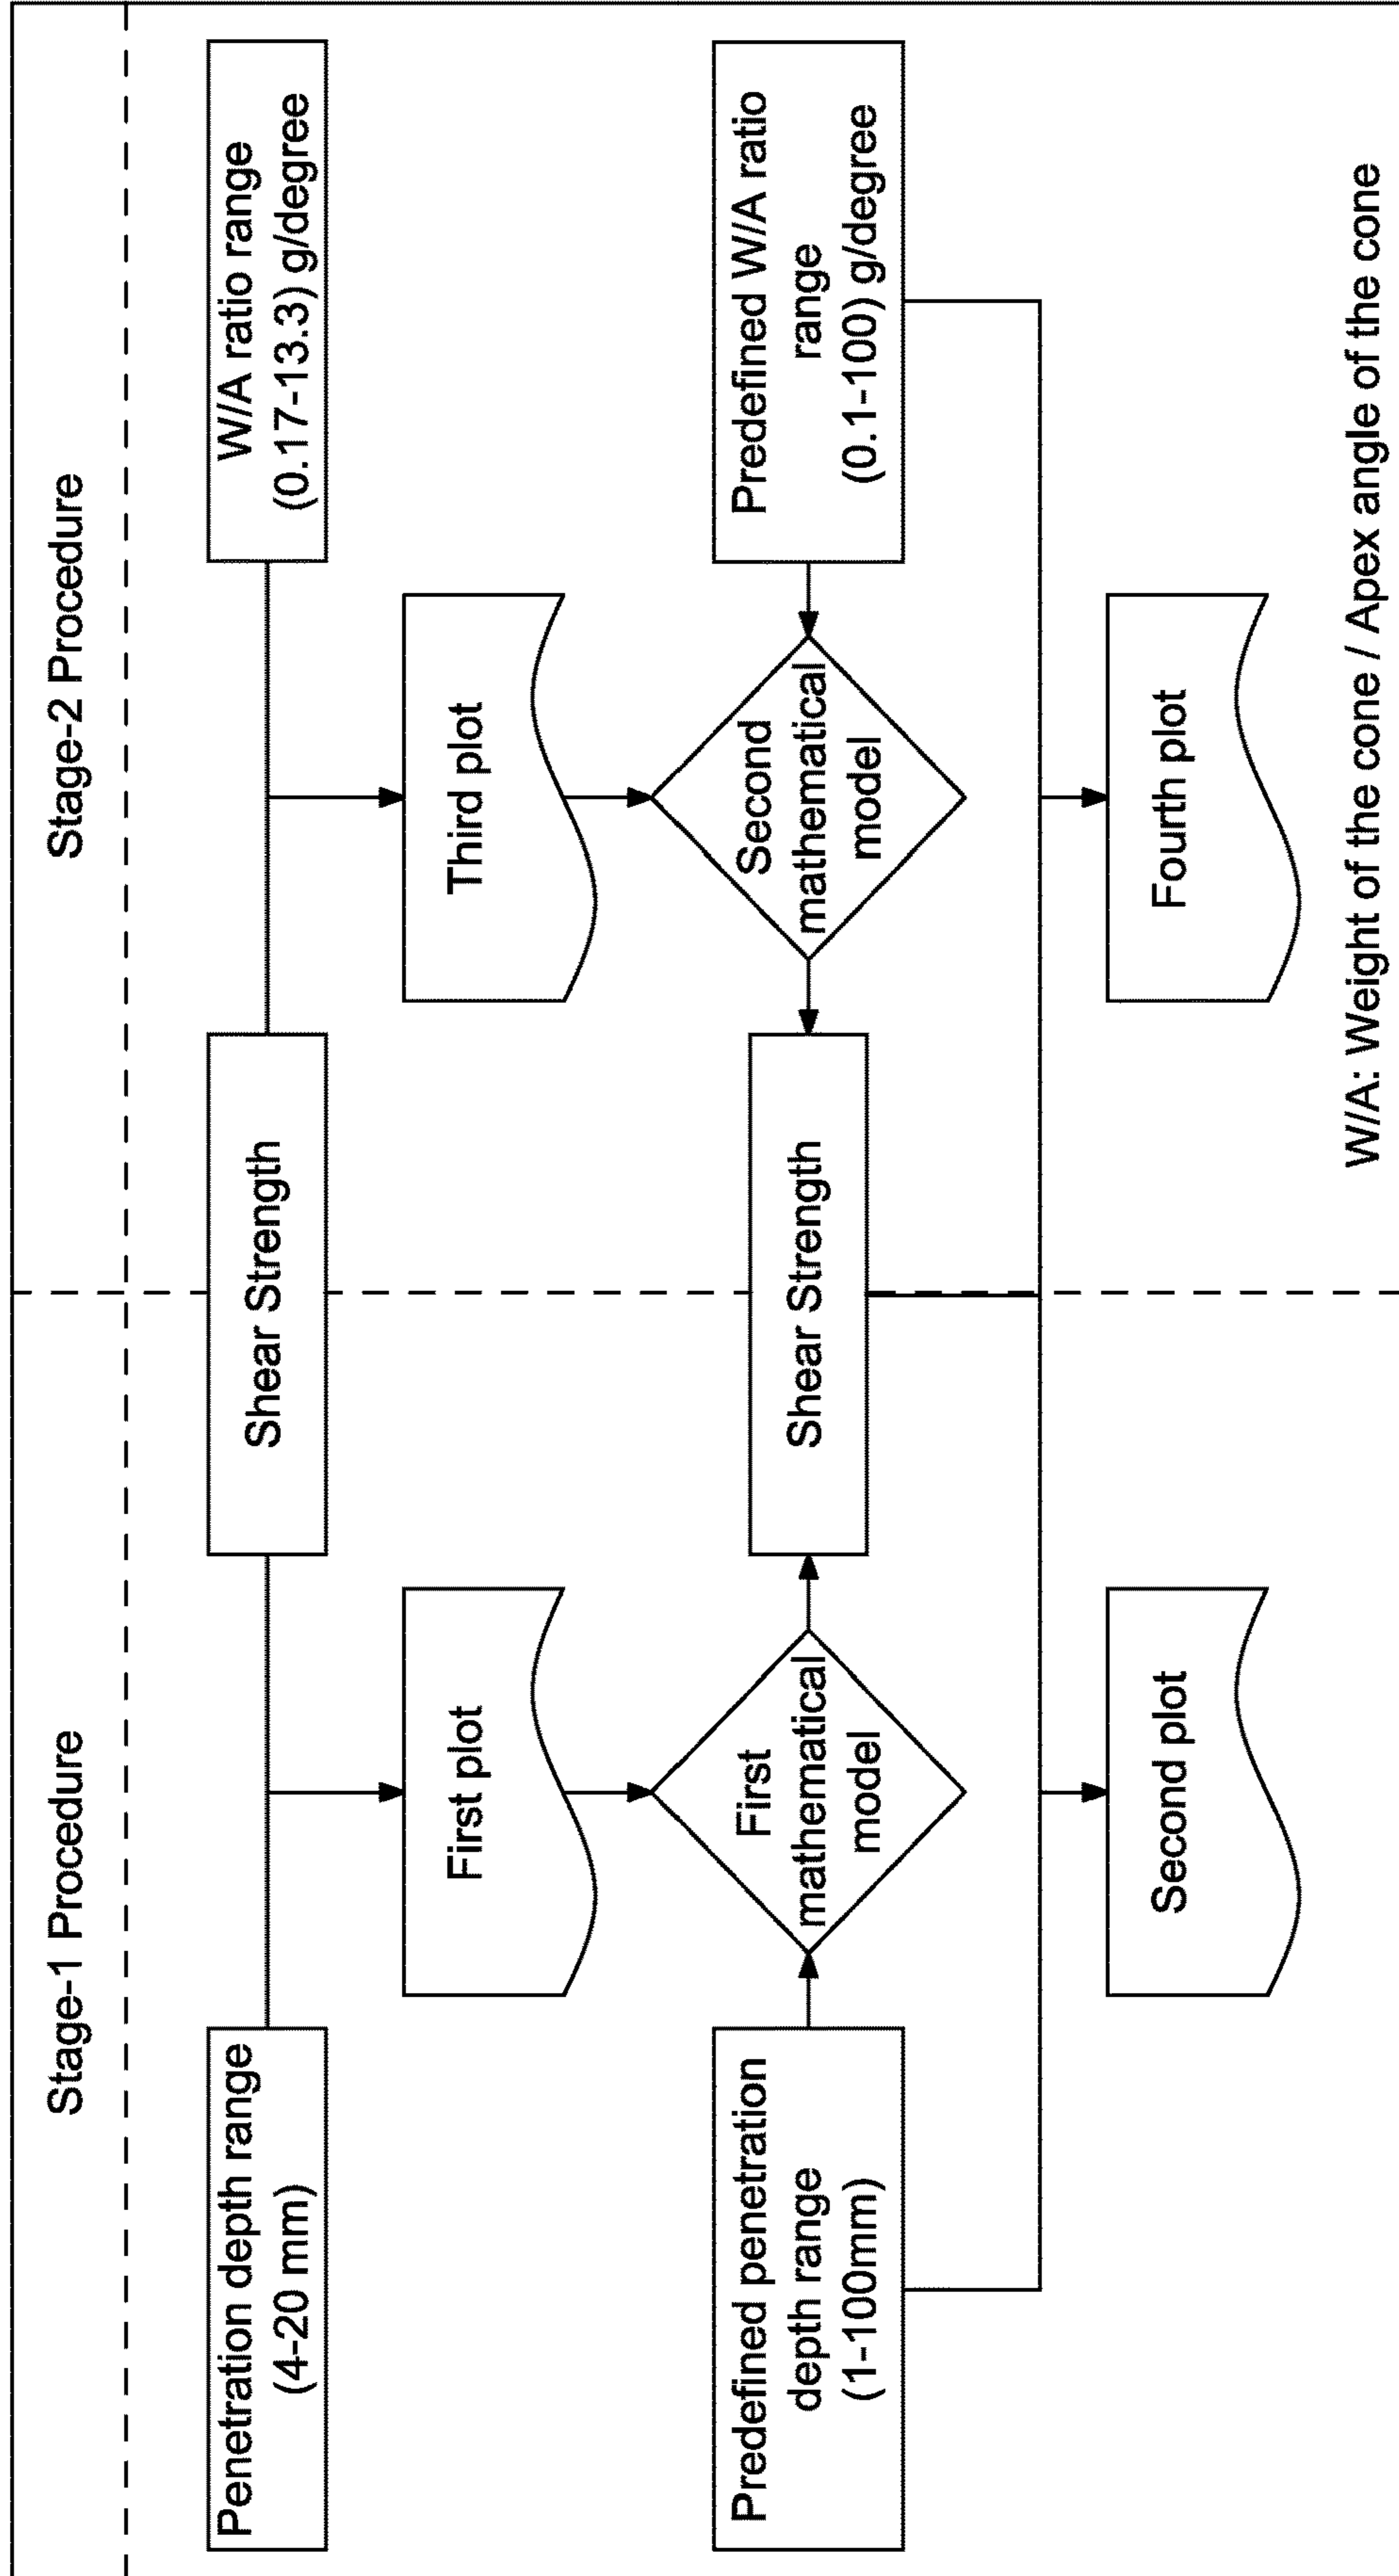 Stage-1 Procedure
Stage-2 Procedure
Penetration depth range
(4-20 mm)
Shear Strength
W/A ratio range
(0.17-13.3) g/degree
First plot
Third plot
Predefined penetration
depth range
(1-100mm)
First
mathematical
model
Shear Strength
Second
mathematical
model
Predefined W/A ratio
range
(0.1-100) g/degree
Second plot
Fourth plot
W/A: Weight of the cone / Apex angle of the cone